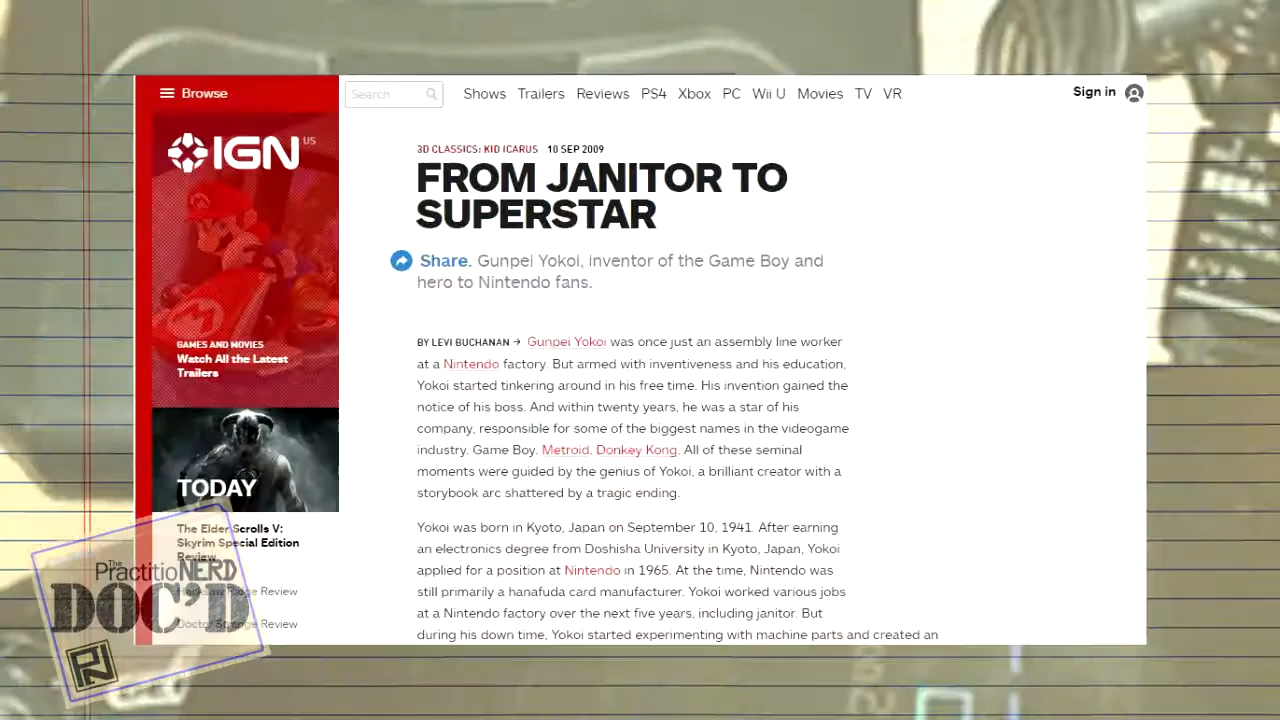 Browse
Search
Shows Trailers Reviews PS4 Xbox PC Wii U Movies TV VR
Sign in
IGN US
3D CLASSICS: KID ICARUS 10 SEP 2009
FROM JANITOR TO
SUPERSTAR
Share. Gunpei Yokoi, inventor of the Game Boy and
hero to Nintendo fans.
GAMES AND MOVIES
Watch All the Latest
Trailers
BY LEVI BUCHANAN → Gunpei Yokoi was once just an assembly line worker
at a Nintendo factory. But armed with inventiveness and his education,
Yokoi started tinkering around in his free time. His invention gained the
notice of his boss. And within twenty years, he was a star of his
company, responsible for some of the biggest names in the videogame
industry. Game Boy. Metroid. Donkey Kong. All of these seminal
moments were guided by the genius of Yokoi, a brilliant creator with a
storybook arc shattered by a tragic ending.
TODAY
Yokoi was born in Kyoto, Japan on September 10, 1941. After earning
an electronics degree from Doshisha University in Kyoto, Japan, Yokoi
applied for a position at Nintendo in 1965. At the time, Nintendo was
still primarily a hanafuda card manufacturer. Yokoi worked various jobs
at a Nintendo factory over the next five years, including janitor. But
during his down time, Yokoi started experimenting with machine parts and created an
The Elder Scrolls V:
Skyrim Special Edition
Review
Review
Review
The
PractitioNERD
DOC'D
PN